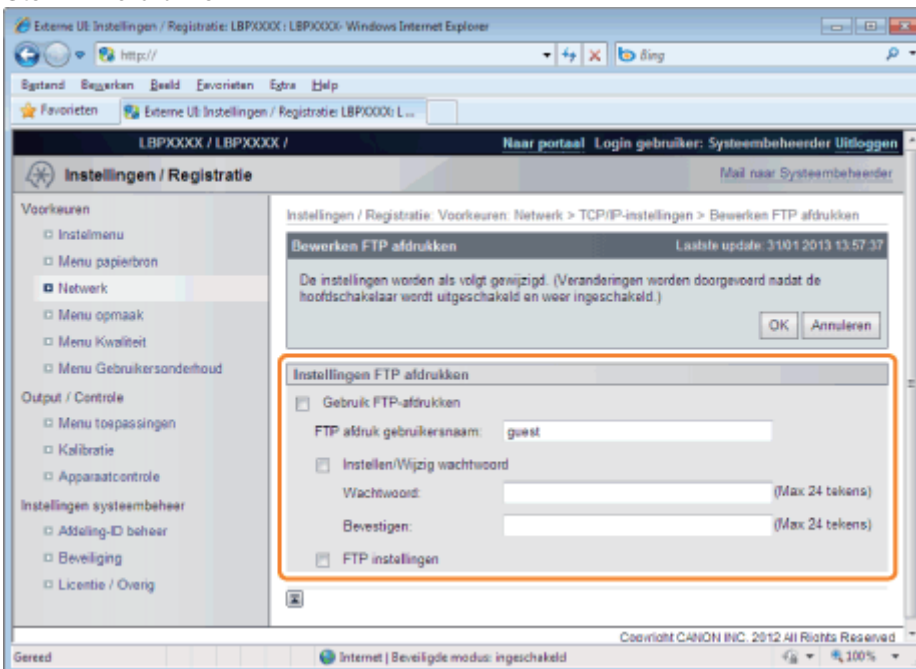 Externe UI: Instellingen / Registratie: LBPXXXX : LBPXXXX- Windows Internet Explorer
http://
Bing
Bestand Bewerken Beeld Favorieten Extra Help
Favorieten
Externe UI: Instellingen / Registratie: LBPXXXX: L...
LBPXXXX / LBPXXXX /
Naar portaal Login gebruiker: Systeembeheerder Uitloggen
Instellingen / Registratie
Mail naar Systeembeheerder
Voorkeuren
Instelmenu
Menu papierbron
Netwerk
Menu opmaak
Menu Kwaliteit
Menu Gebruikersonderhoud
Output / Controle
Menu toepassingen
Kalibratie
Apparaatcontrole
Instellingen systeembeheer
Afdeling-ID beheer
Beveiliging
Licentie / Overig
Instellingen / Registratie: Voorkeuren: Netwerk > TCP/IP-instellingen > Bewerken FTP afdrukken
Bewerken FTP afdrukken
Laatste update: 31/01 2013 13:57:37
De instellingen worden als volgt gewijzigd. (Veranderingen worden doorgevoerd nadat de
hoofdschakelaar wordt uitgeschakeld en weer ingeschakeld.)
OK Annuleren
Instellingen FTP afdrukken
Gebruik FTP-afdrukken
FTP afdruk gebruikersnaam: guest
Instellen/Wijzig wachtwoord
Wachtwoord: (Max 24 tekens)
Bevestigen: (Max 24 tekens)
FTP instellingen
Copyright CANON INC. 2012 All Rights Reserved
Gereed
Internet | Beveiligde modus: ingeschakeld
100%